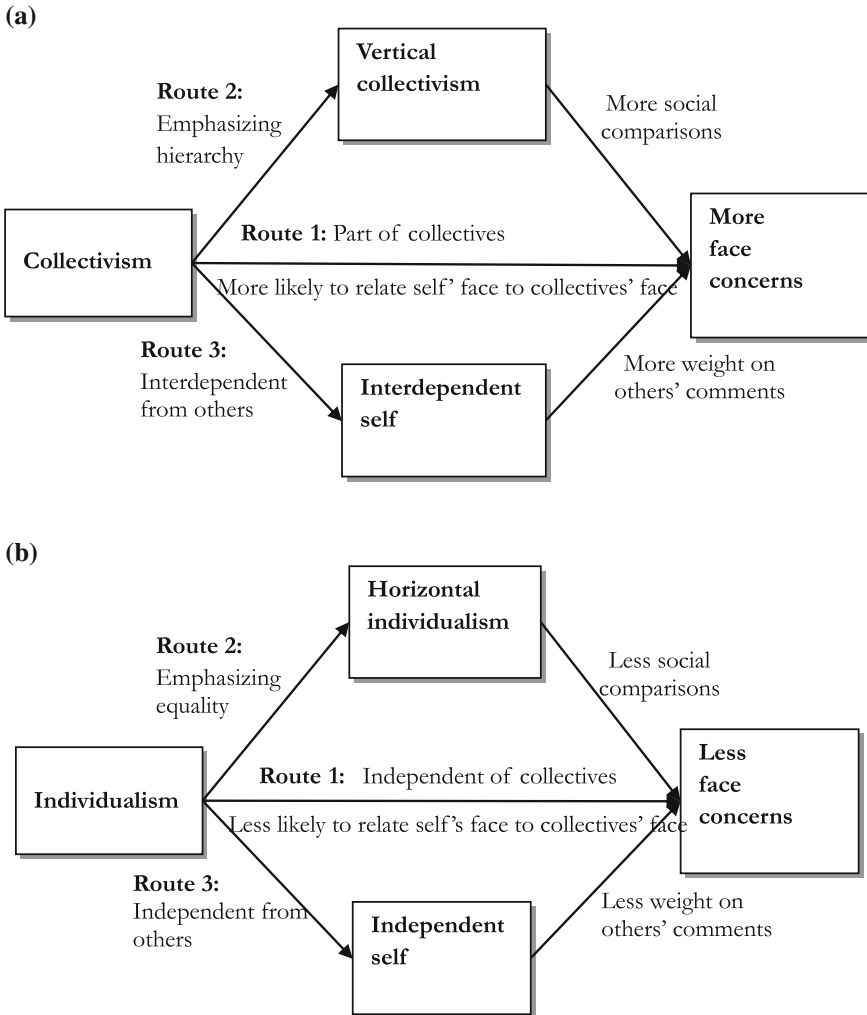 (a)
Vertical
collectivism
Route 2:
Emphasizing
hierarchy
More social
comparisons
Route 1: Part of collectives
Collectivism
More
face
concerns
More likely to relate self' face to collectives' face
Route 3:
Interdependent
from others
Interdependent
self
More weight on
others' comments
(b)
Horizontal
individualism
Route 2:
Emphasizing
equality
Less social
comparisons
Route 1: Independent of collectives
Individualism
Less
face
concerns
Less likely to relate self's face to collectives' face
Route 3:
Independent from
others
Independent
self
Less weight on
others' comments